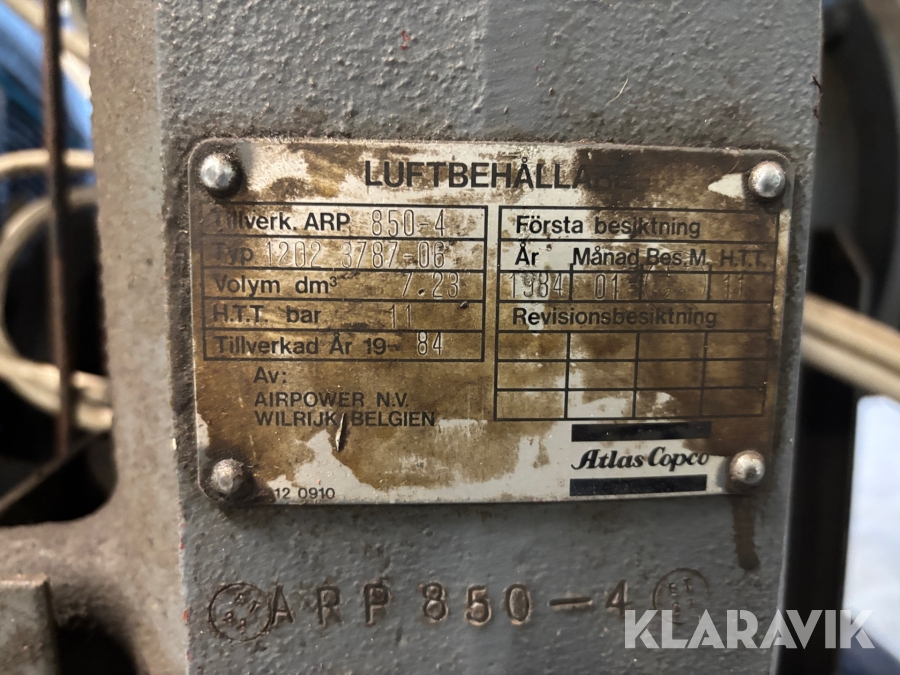 LUFTBEHÅLLARE
Tillverk. ARP 850-4
Typ 1202 3787-06
Volym dm³ 7.23
H.T.T. bar 11
Tillverkad År 19- 84
Av:
AIRPOWER N.V.
WILRIJK/BELGIEN
Första besiktning
År Månad Bes.M. H.T.T.
1984 01 11
Revisionsbesiktning
Atlas Copco
12 0910
ARP 850-4
KLARAVIK